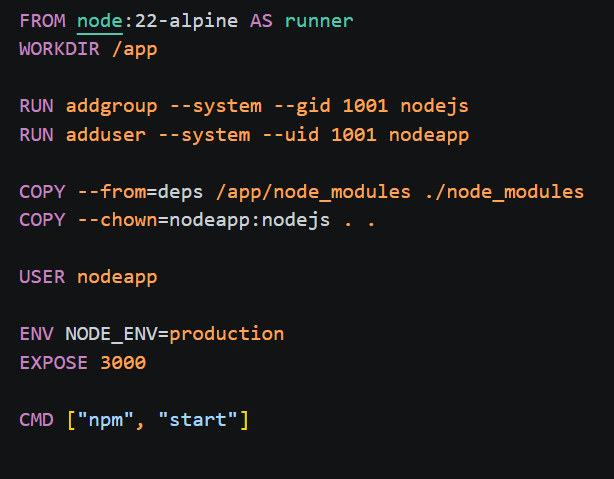 FROM node:22-alpine AS runner
WORKDIR /app
RUN addgroup --system --gid 1001 nodejs
RUN adduser --system --uid 1001 nodeapp
COPY --from=deps /app/node_modules ./node_modules
COPY --chown=nodeapp:nodejs . .
USER nodeapp
ENV NODE_ENV=production
EXPOSE 3000
CMD ["npm", "start"]